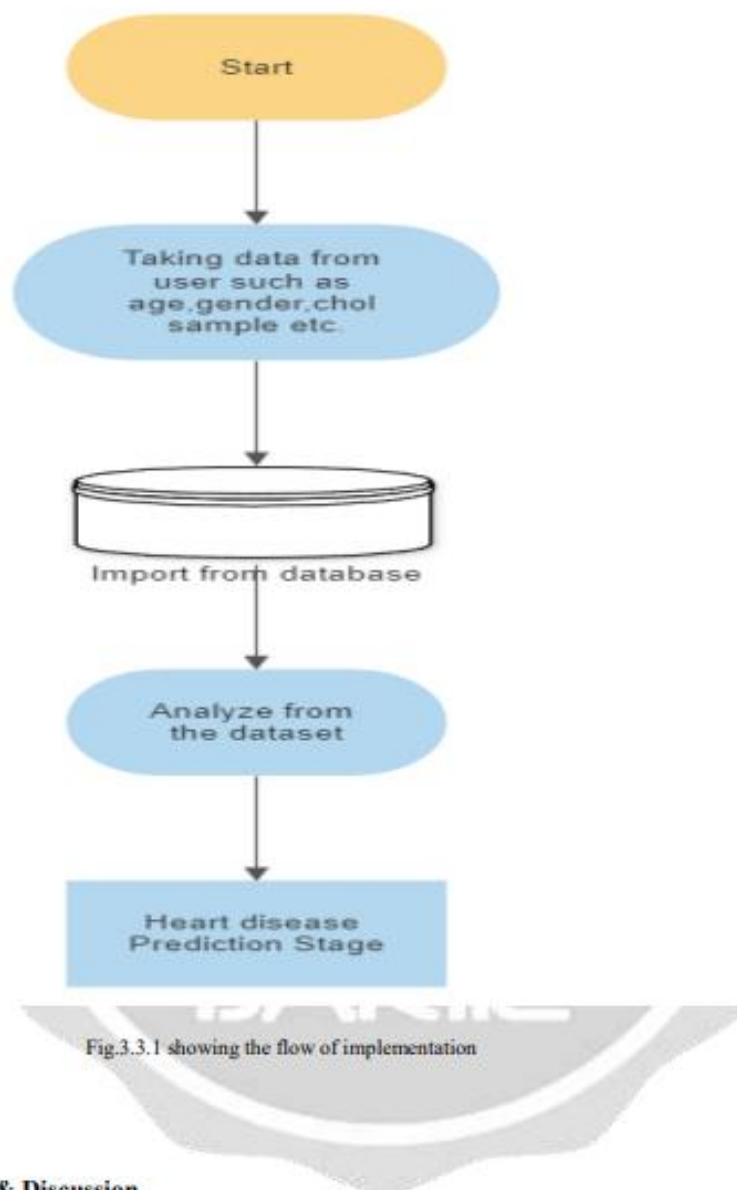 Start
Taking data from
user such as
age,gender,chol
sample etc.
Import from database
Analyze from
the dataset
Heart disease
Prediction Stage
Fig.3.3.1 showing the flow of implementation
& Discussion